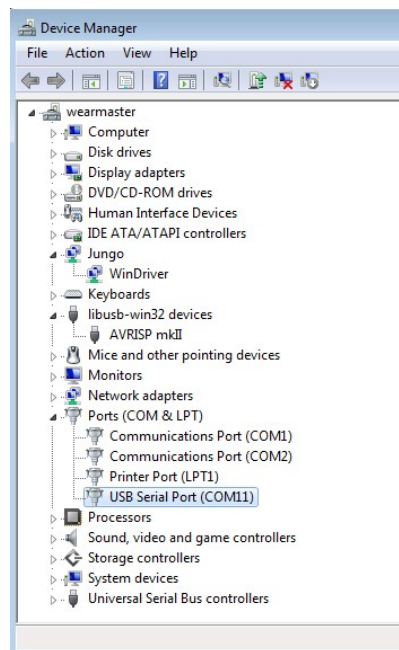 Device Manager
File Action View Help
wearmaster
Computer
Disk drives
Display adapters
DVD/CD-ROM drives
Human Interface Devices
IDE ATA/ATAPI controllers
Jungo
WinDriver
Keyboards
libusb-win32 devices
AVRISP mkII
Mice and other pointing devices
Monitors
Network adapters
Ports (COM & LPT)
Communications Port (COM1)
Communications Port (COM2)
Printer Port (LPT1)
USB Serial Port (COM11)
Processors
Sound, video and game controllers
Storage controllers
System devices
Universal Serial Bus controllers